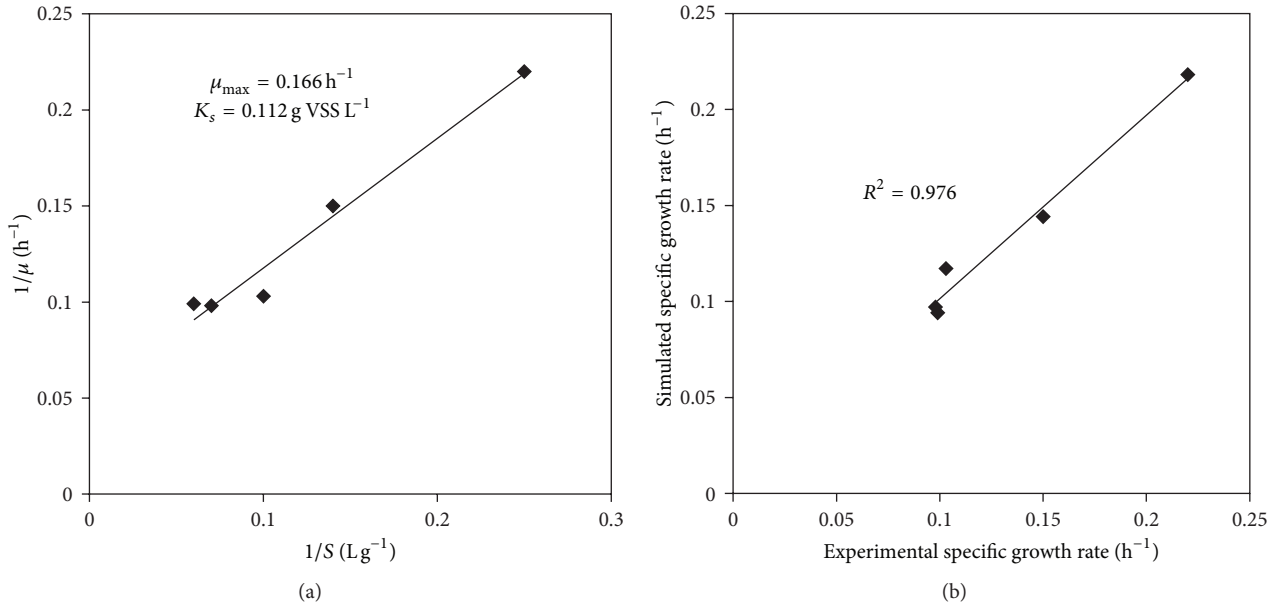 0.25
0.2
0.15
0.1
0.05
0
0
0.1
0.2
0.3
1/μ (h⁻¹)
1/S (L g⁻¹)
μmax = 0.166 h⁻¹
Kₛ = 0.112 g VSS L⁻¹
(a)
0.25
0.2
0.15
0.1
0.05
0
0
0.05
0.1
0.15
0.2
0.25
Simulated specific growth rate (h⁻¹)
Experimental specific growth rate (h⁻¹)
R² = 0.976
(b)